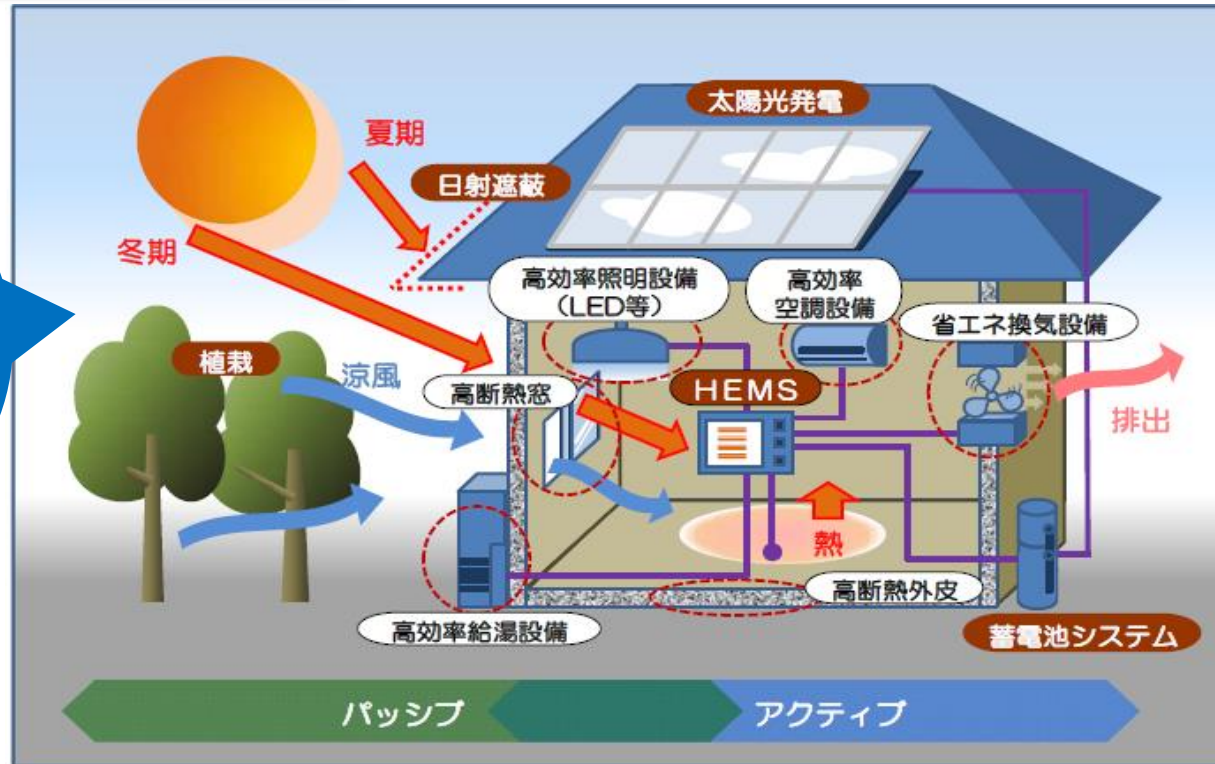 太陽光発電
夏期
日射遮蔽
冬期
高効率照明設備
（LED等）
高効率
空調設備
省エネ換気設備
植栽
涼風
高断熱窓
HEMS
排出
熱
高断熱外皮
高効率給湯設備
蓄電池システム
パッシブ
アクティブ